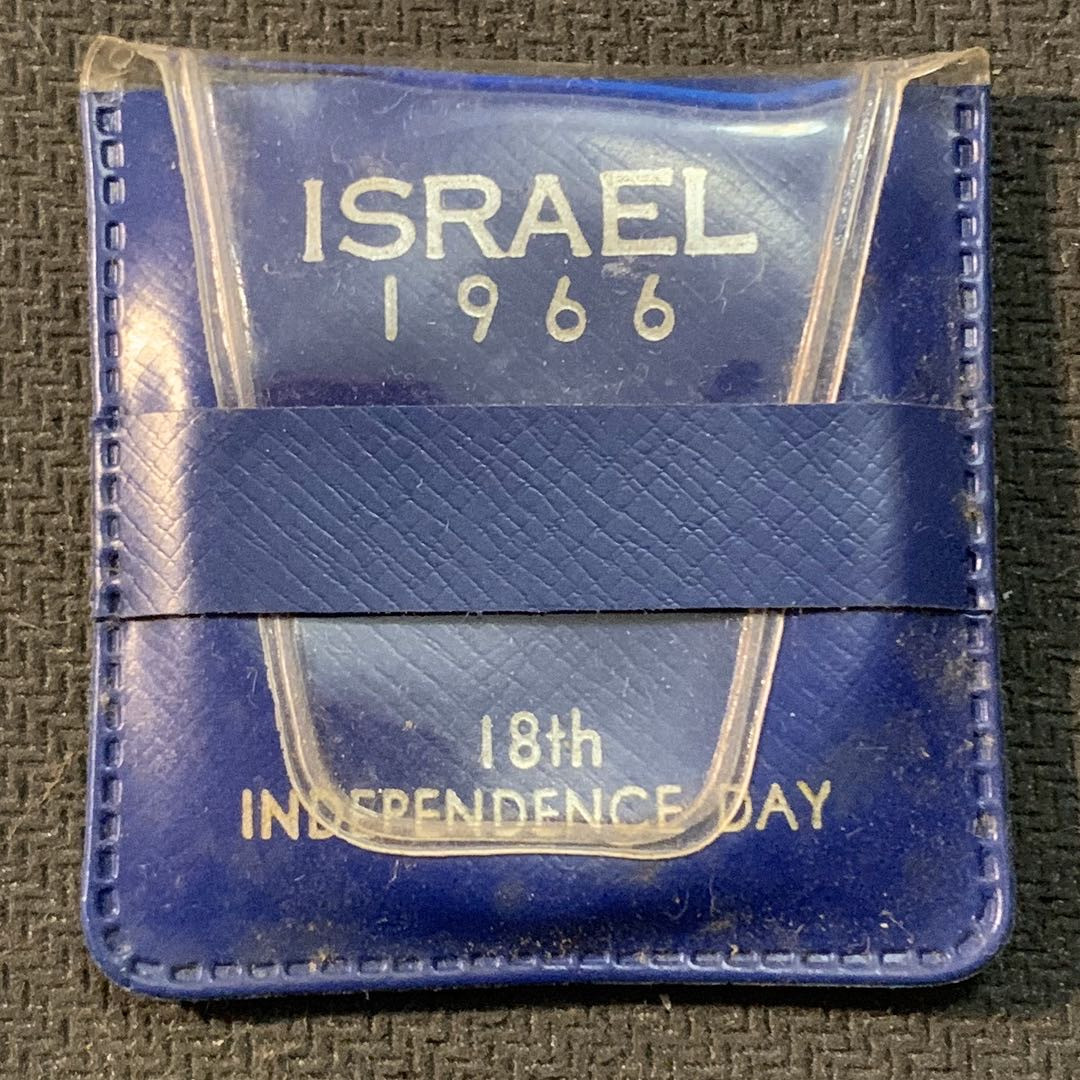 ISRAEL
1966
18th
INDEPENDENCE DAY